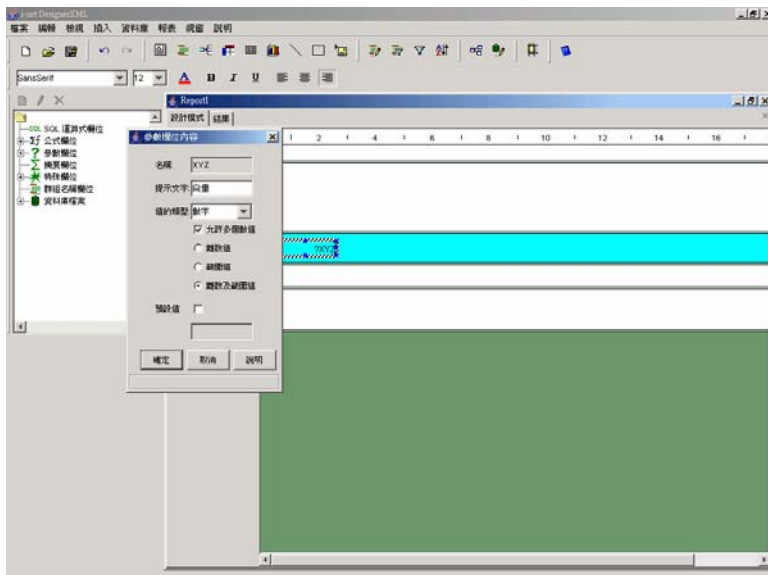 z-net DesignerXML
檔案 編輯 檢視 插入 資料庫 報表 視窗 說明
SansSerif 12 A B I U
Report1
設計模式 結果
SQL SQL 運算式欄位
Σf 公式欄位
? 參數欄位
Σ 摘要欄位
特殊欄位
群組名稱欄位
資料庫檔案
2 4 6 8 10 12 14 16
?XYZ
參數欄位內容
名稱: XYZ
提示文字: 向量
值的類型: 數字
允許多個數值
離散值
範圍值
離散及範圍值
預設值
確定 取消 說明